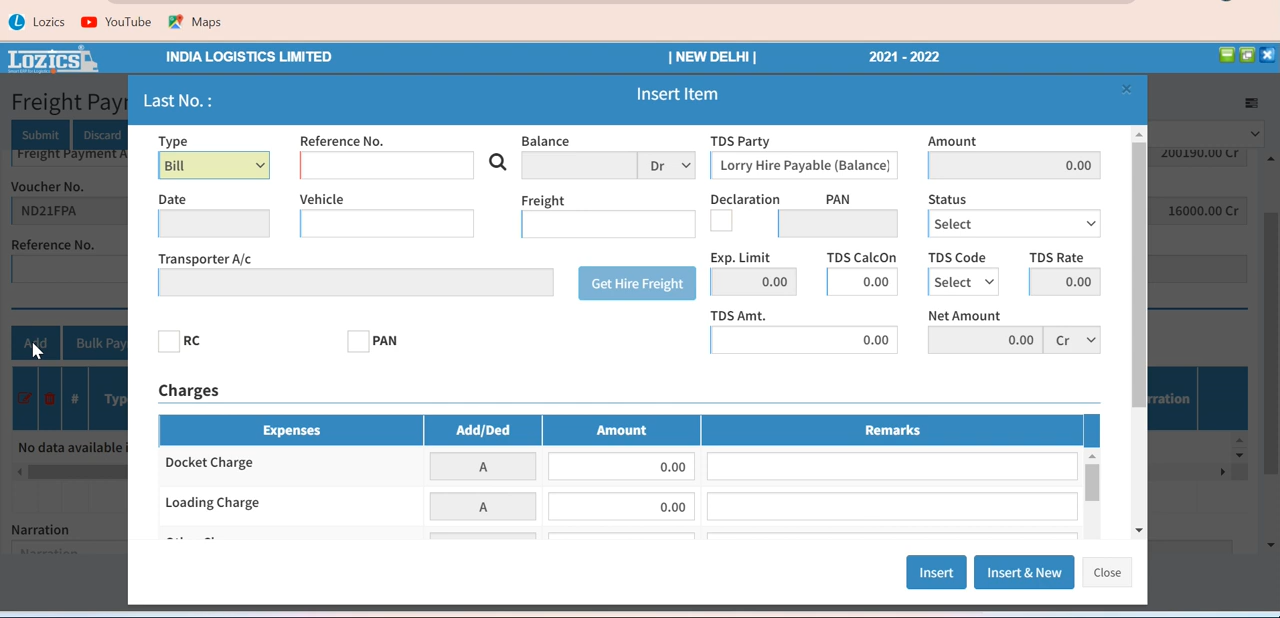 Lozics YouTube Maps
LOZICS INDIA LOGISTICS LIMITED | NEW DELHI | 2021 - 2022
Freight Payn
Submit Discard
Freight Payment A
200190.00 Cr
Voucher No.
ND21FPA
16000.00 Cr
Reference No.
Add Bulk Pay
# Typ
rration
No data available i
Narration
Narration
Last No. : Insert Item ×
Type Reference No. Balance TDS Party Amount
Bill Dr Lorry Hire Payable (Balance) 0.00
Date Vehicle Freight Declaration PAN Status
Select
Transporter A/c Exp. Limit TDS CalcOn TDS Code TDS Rate
Get Hire Freight 0.00 0.00 Select 0.00
TDS Amt. Net Amount
RC PAN 0.00 0.00 Cr
Charges
Expenses Add/Ded Amount Remarks
Docket Charge A 0.00
Loading Charge A 0.00
Insert Insert & New Close